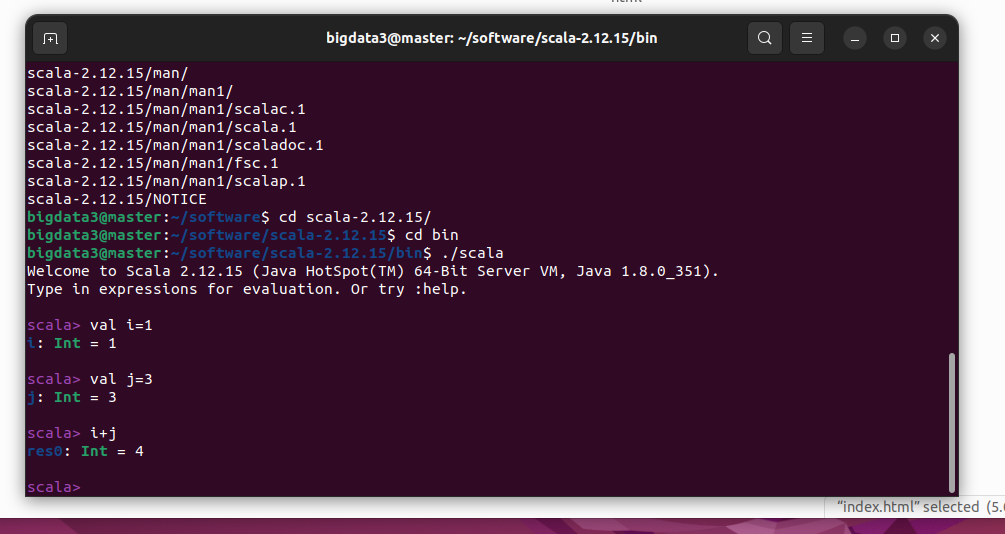 bigdata3@master: ~/software/scala-2.12.15/bin
scala-2.12.15/man/
scala-2.12.15/man/man1/
scala-2.12.15/man/man1/scalac.1
scala-2.12.15/man/man1/scala.1
scala-2.12.15/man/man1/scaladoc.1
scala-2.12.15/man/man1/fsc.1
scala-2.12.15/man/man1/scalap.1
scala-2.12.15/NOTICE
bigdata3@master:~/software$ cd scala-2.12.15/
bigdata3@master:~/software/scala-2.12.15$ cd bin
bigdata3@master:~/software/scala-2.12.15/bin$ ./scala
Welcome to Scala 2.12.15 (Java HotSpot(TM) 64-Bit Server VM, Java 1.8.0_351).
Type in expressions for evaluation. Or try :help.
scala> val i=1
i: Int = 1
scala> val j=3
j: Int = 3
scala> i+j
res0: Int = 4
scala>
“index.html” selected (5.